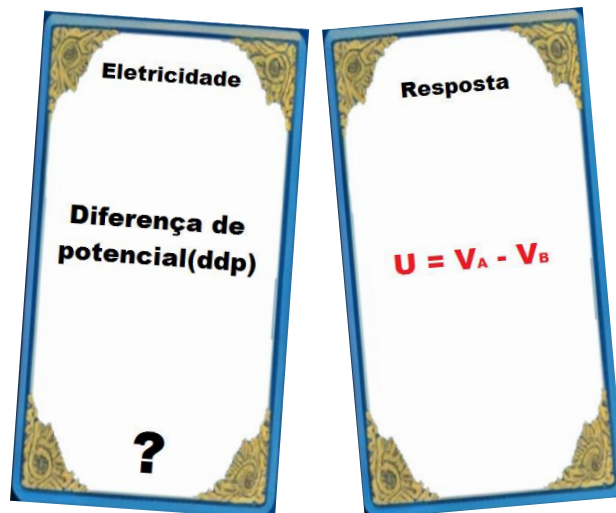 Eletricidade
Diferença de
potencial(ddp)
?
Resposta
U = VA - VB